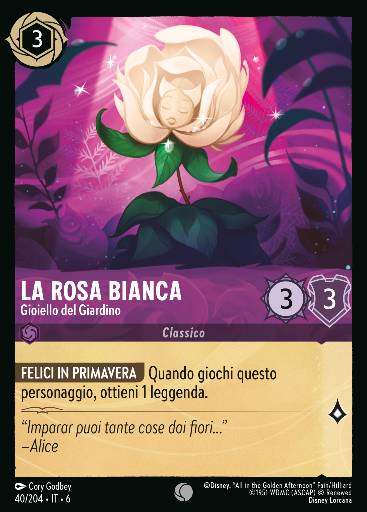 3
LA ROSA BIANCA
Gioiello del Giardino
3
3
Classico
FELICI IN PRIMAVERA Quando giochi questo
personaggio, ottieni 1 leggenda.
“Imparar puoi tante cose dai fiori...”
–Alice
Cory Godbey
40/204 • IT • 6
©Disney, “All in the Golden Afternoon” Fain/Hilliard
©1951 WDMC (ASCAP) ® Renewed
Disney Lorcana